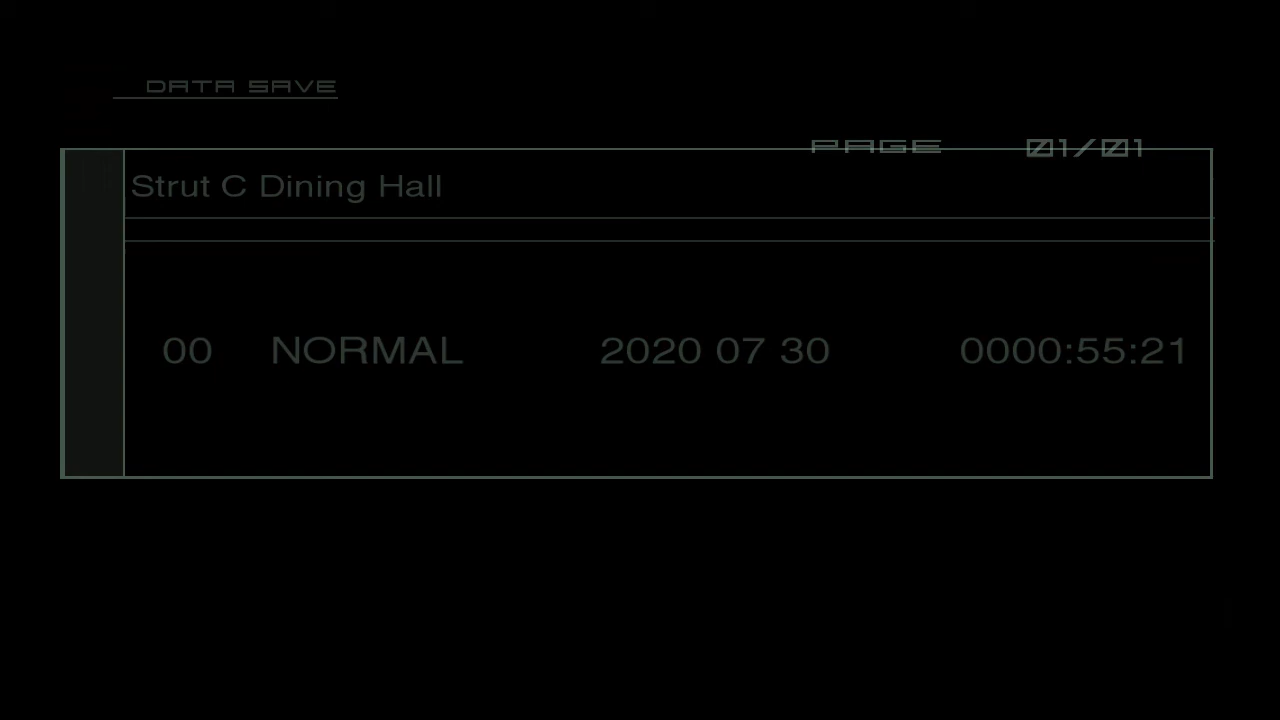 DATA SAVE
PAGE 01/01
Strut C Dining Hall
00 NORMAL 2020 07 30 0000:55:21